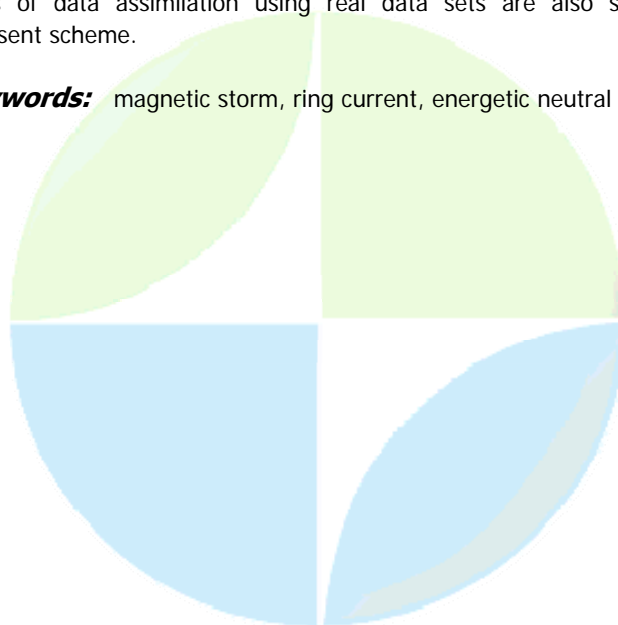 of data assimilation using real data sets are also s
sent scheme.
words: magnetic storm, ring current, energetic neutral